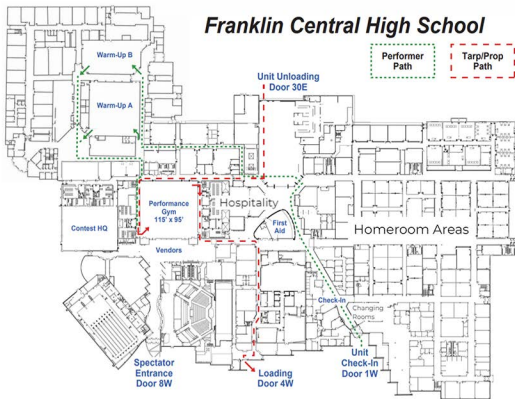 Franklin Central High School
Performer
Path
Tarp/Prop
Path
Warm-Up B
Unit Unloading
Door 30E
Warm-Up A
Performance
Gym
115' x 95'
Hospitality
Contest HQ
First
Aid
Homeroom Areas
Vendors
Check-In
Changing
Rooms
Spectator
Entrance
Door 8W
Loading
Door 4W
Unit
Check-In
Door 1W